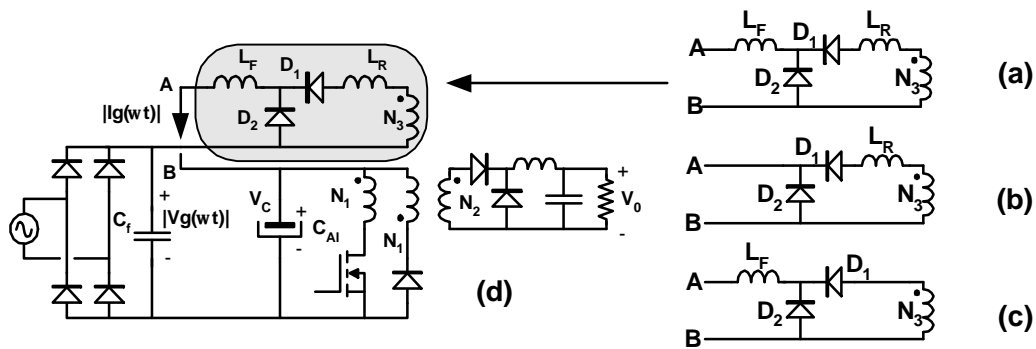 L_F D_1 L_R
A
D_2 N_3
|Ig(wt)|
B
+
C_f |Vg(wt)|
-
V_C
+
-
C_Al
N_1
N_1
N_2
+
V_0
-
(d)
L_F D_1 L_R
A
D_2 N_3
B
(a)
D_1 L_R
A
D_2 N_3
B
(b)
L_F D_1
A
D_2 N_3
B
(c)